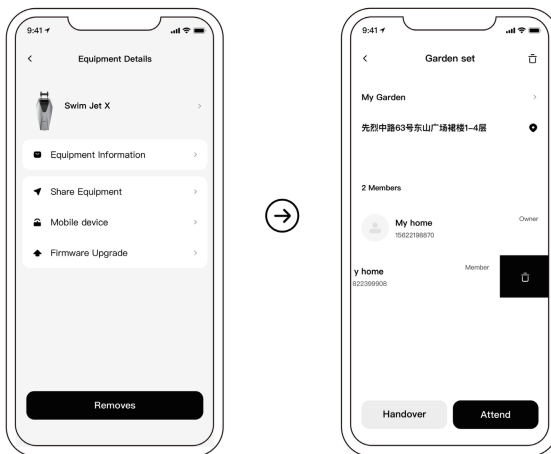 9:41
Equipment Details
Swim Jet X
Equipment Information
Share Equipment
Mobile device
Firmware Upgrade
Removes
9:41
Garden set
My Garden
先烈中路63号东山广场裙楼1-4层
2 Members
My home
Owner
15622198870
y home
Member
822399908
Handover
Attend